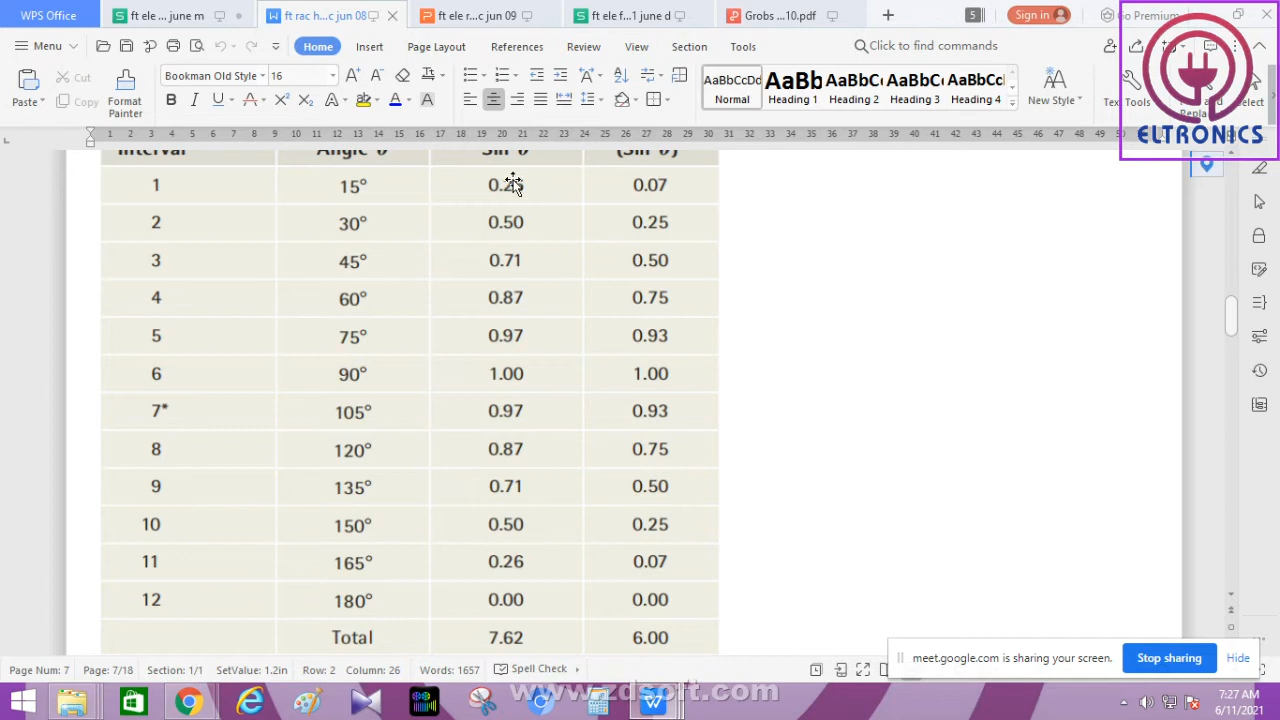 WPS Office ft ele ... june m ft rac h...c jun 08 ft ele r...c jun 09 ft ele f...1 june d Grobs ...10.pdf + 5 Sign in Go Premium
Menu Home Insert Page Layout References Review View Section Tools Click to find commands
Paste Cut Copy Format Painter Bookman Old Style 16 AaBbCcDd Normal AaBb Heading 1 AaBbC Heading 2 AaBbC Heading 3 AaBbC Heading 4 New Style Text Tools Select
ELTRONICS
Interval Angle θ Sin θ (Sin θ)
1 15° 0.07
2 30° 0.50 0.25
3 45° 0.71 0.50
4 60° 0.87 0.75
5 75° 0.97 0.93
6 90° 1.00 1.00
7* 105° 0.97 0.93
8 120° 0.87 0.75
9 135° 0.71 0.50
10 150° 0.50 0.25
11 165° 0.26 0.07
12 180° 0.00 0.00
Total 7.62 6.00
meet.google.com is sharing your screen. Stop sharing Hide
Page Num: 7 Page: 7/18 Section: 1/1 SetValue: 1.2in Row: 2 Column: 26 Words: 1657 Spell Check
www.zdsoft.com
7:27 AM
6/11/2021